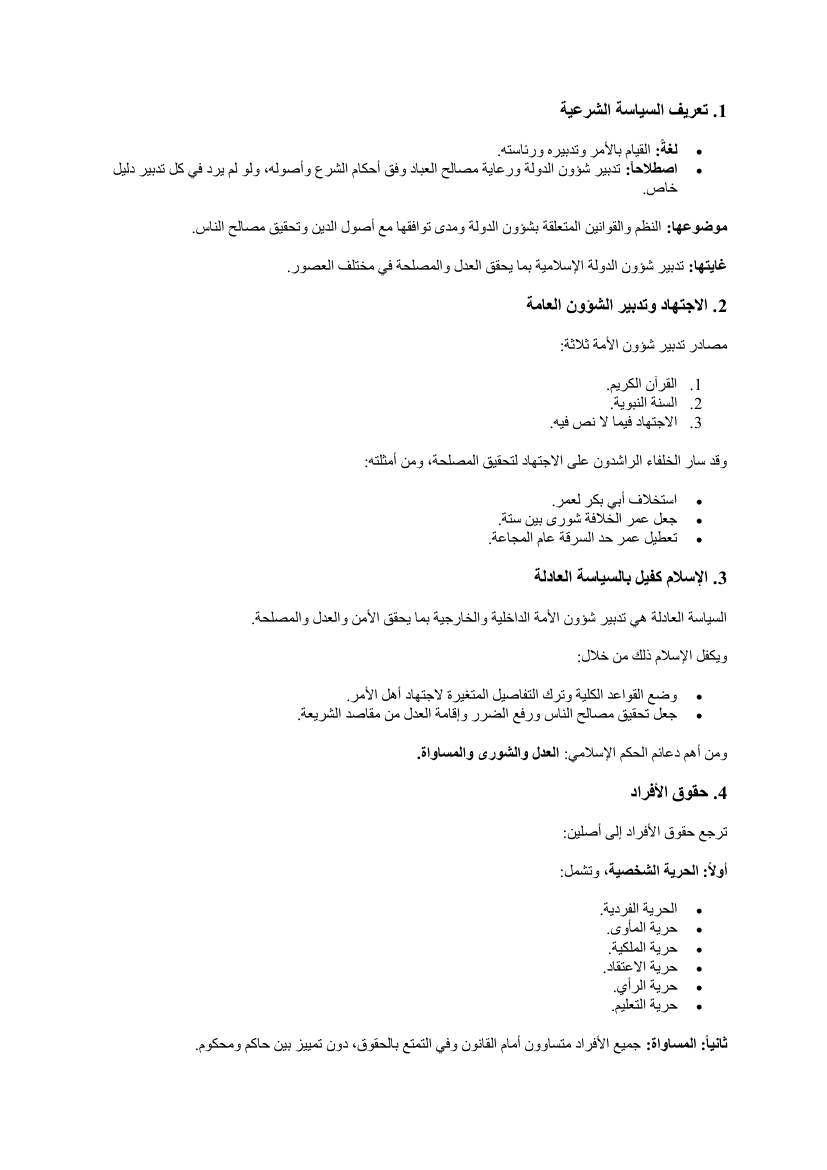 1. تعريف السياسة الشرعية
• لغةً: القيام بالأمر وتدبيره ورئاسته.
• اصطلاحاً: تدبير شؤون الدولة ورعاية مصالح العباد وفق أحكام الشرع وأصوله، ولو لم يرد في كل تدبير دليل
خاص.
موضوعها: النظم والقوانين المتعلقة بشؤون الدولة ومدى توافقها مع أصول الدين وتحقيق مصالح الناس.
غايتها: تدبير شؤون الدولة الإسلامية بما يحقق العدل والمصلحة في مختلف العصور.
2. الاجتهاد وتدبير الشؤون العامة
مصادر تدبير شؤون الأمة ثلاثة:
1. القرآن الكريم.
2. السنة النبوية.
3. الاجتهاد فيما لا نص فيه.
وقد سار الخلفاء الراشدون على الاجتهاد لتحقيق المصلحة، ومن أمثلته:
• استخلاف أبي بكر لعمر.
• جعل عمر الخلافة شورى بين ستة.
• تعطيل عمر حد السرقة عام المجاعة.
3. الإسلام كفيل بالسياسة العادلة
السياسة العادلة هي تدبير شؤون الأمة الداخلية والخارجية بما يحقق الأمن والعدل والمصلحة.
ويكفل الإسلام ذلك من خلال:
• وضع القواعد الكلية وترك التفاصيل المتغيرة لاجتهاد أهل الأمر.
• جعل تحقيق مصالح الناس ورفع الضرر وإقامة العدل من مقاصد الشريعة.
ومن أهم دعائم الحكم الإسلامي: العدل والشورى والمساواة.
4. حقوق الأفراد
ترجع حقوق الأفراد إلى أصلين:
أولاً: الحرية الشخصية، وتشمل:
• الحرية الفردية.
• حرية المأوى.
• حرية الملكية.
• حرية الاعتقاد.
• حرية الرأي.
• حرية التعليم.
ثانياً: المساواة: جميع الأفراد متساوون أمام القانون وفي التمتع بالحقوق، دون تمييز بين حاكم ومحكوم.